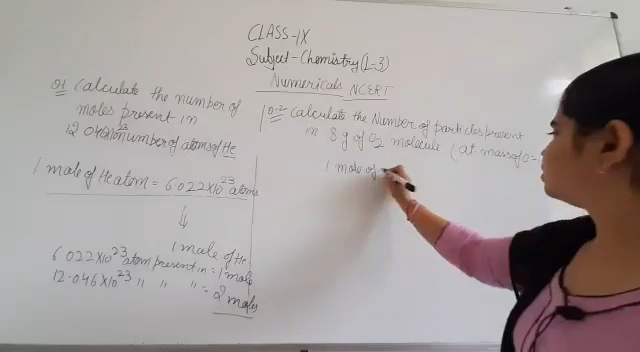 CLASS-IX
Subject-Chemistry (L-3)
Numericals NCERT
Q1 Calculate the number of
moles present in
12.046×10²³ number of atoms of He
1 mole of He atom = 6.022×10²³ atoms
↓
1 mole of He
6.022×10²³ atom present in = 1 mole
12.046×10²³ " " " = 2 moles
Q.2 Calculate the Number of particles present
in 8 g of O₂ molecule (at mass of O =
1 mole of